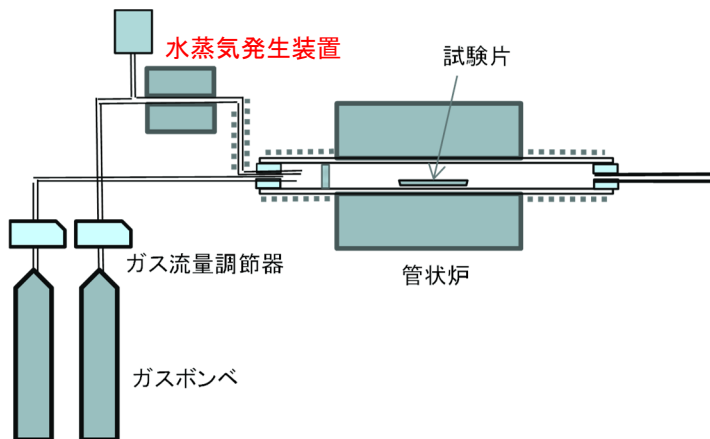 水蒸気発生装置
試験片
ガス流量調節器
管状炉
ガスボンベ